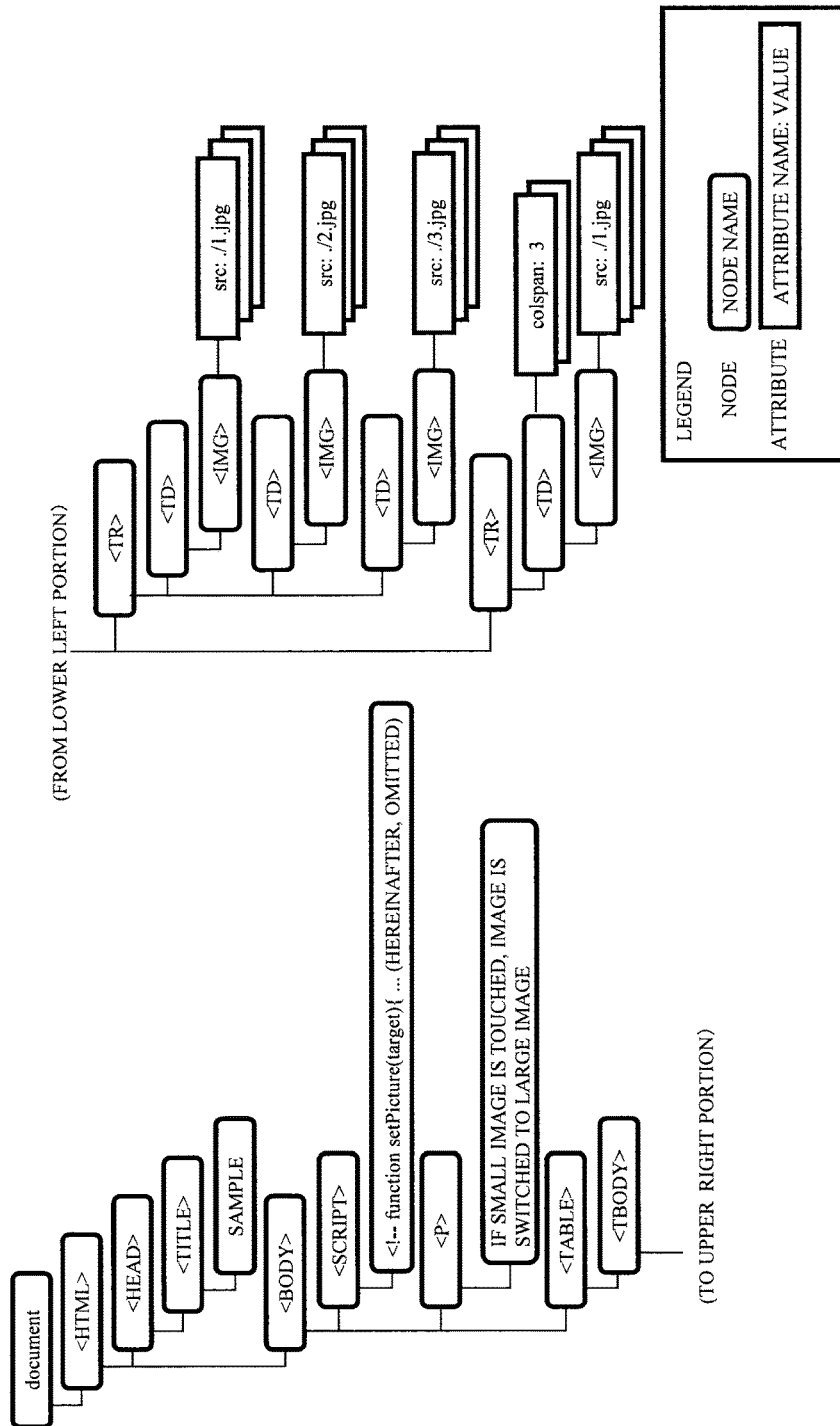 document
<HTML>
<HEAD>
<TITLE>
SAMPLE
<BODY>
<SCRIPT>
<!-- function setPicture(target){ ... (HEREINAFTER, OMITTED)
<P>
IF SMALL IMAGE IS TOUCHED, IMAGE IS
SWITCHED TO LARGE IMAGE
<TABLE>
<TBODY>
(TO UPPER RIGHT PORTION)
(FROM LOWER LEFT PORTION)
<TR>
<TD>
<IMG>
src: ./1.jpg
<TD>
<IMG>
src: ./2.jpg
<TD>
<IMG>
src: ./3.jpg
<TR>
<TD>
colspan: 3
<IMG>
src: ./1.jpg
LEGEND
NODE
NODE NAME
ATTRIBUTE
ATTRIBUTE NAME: VALUE